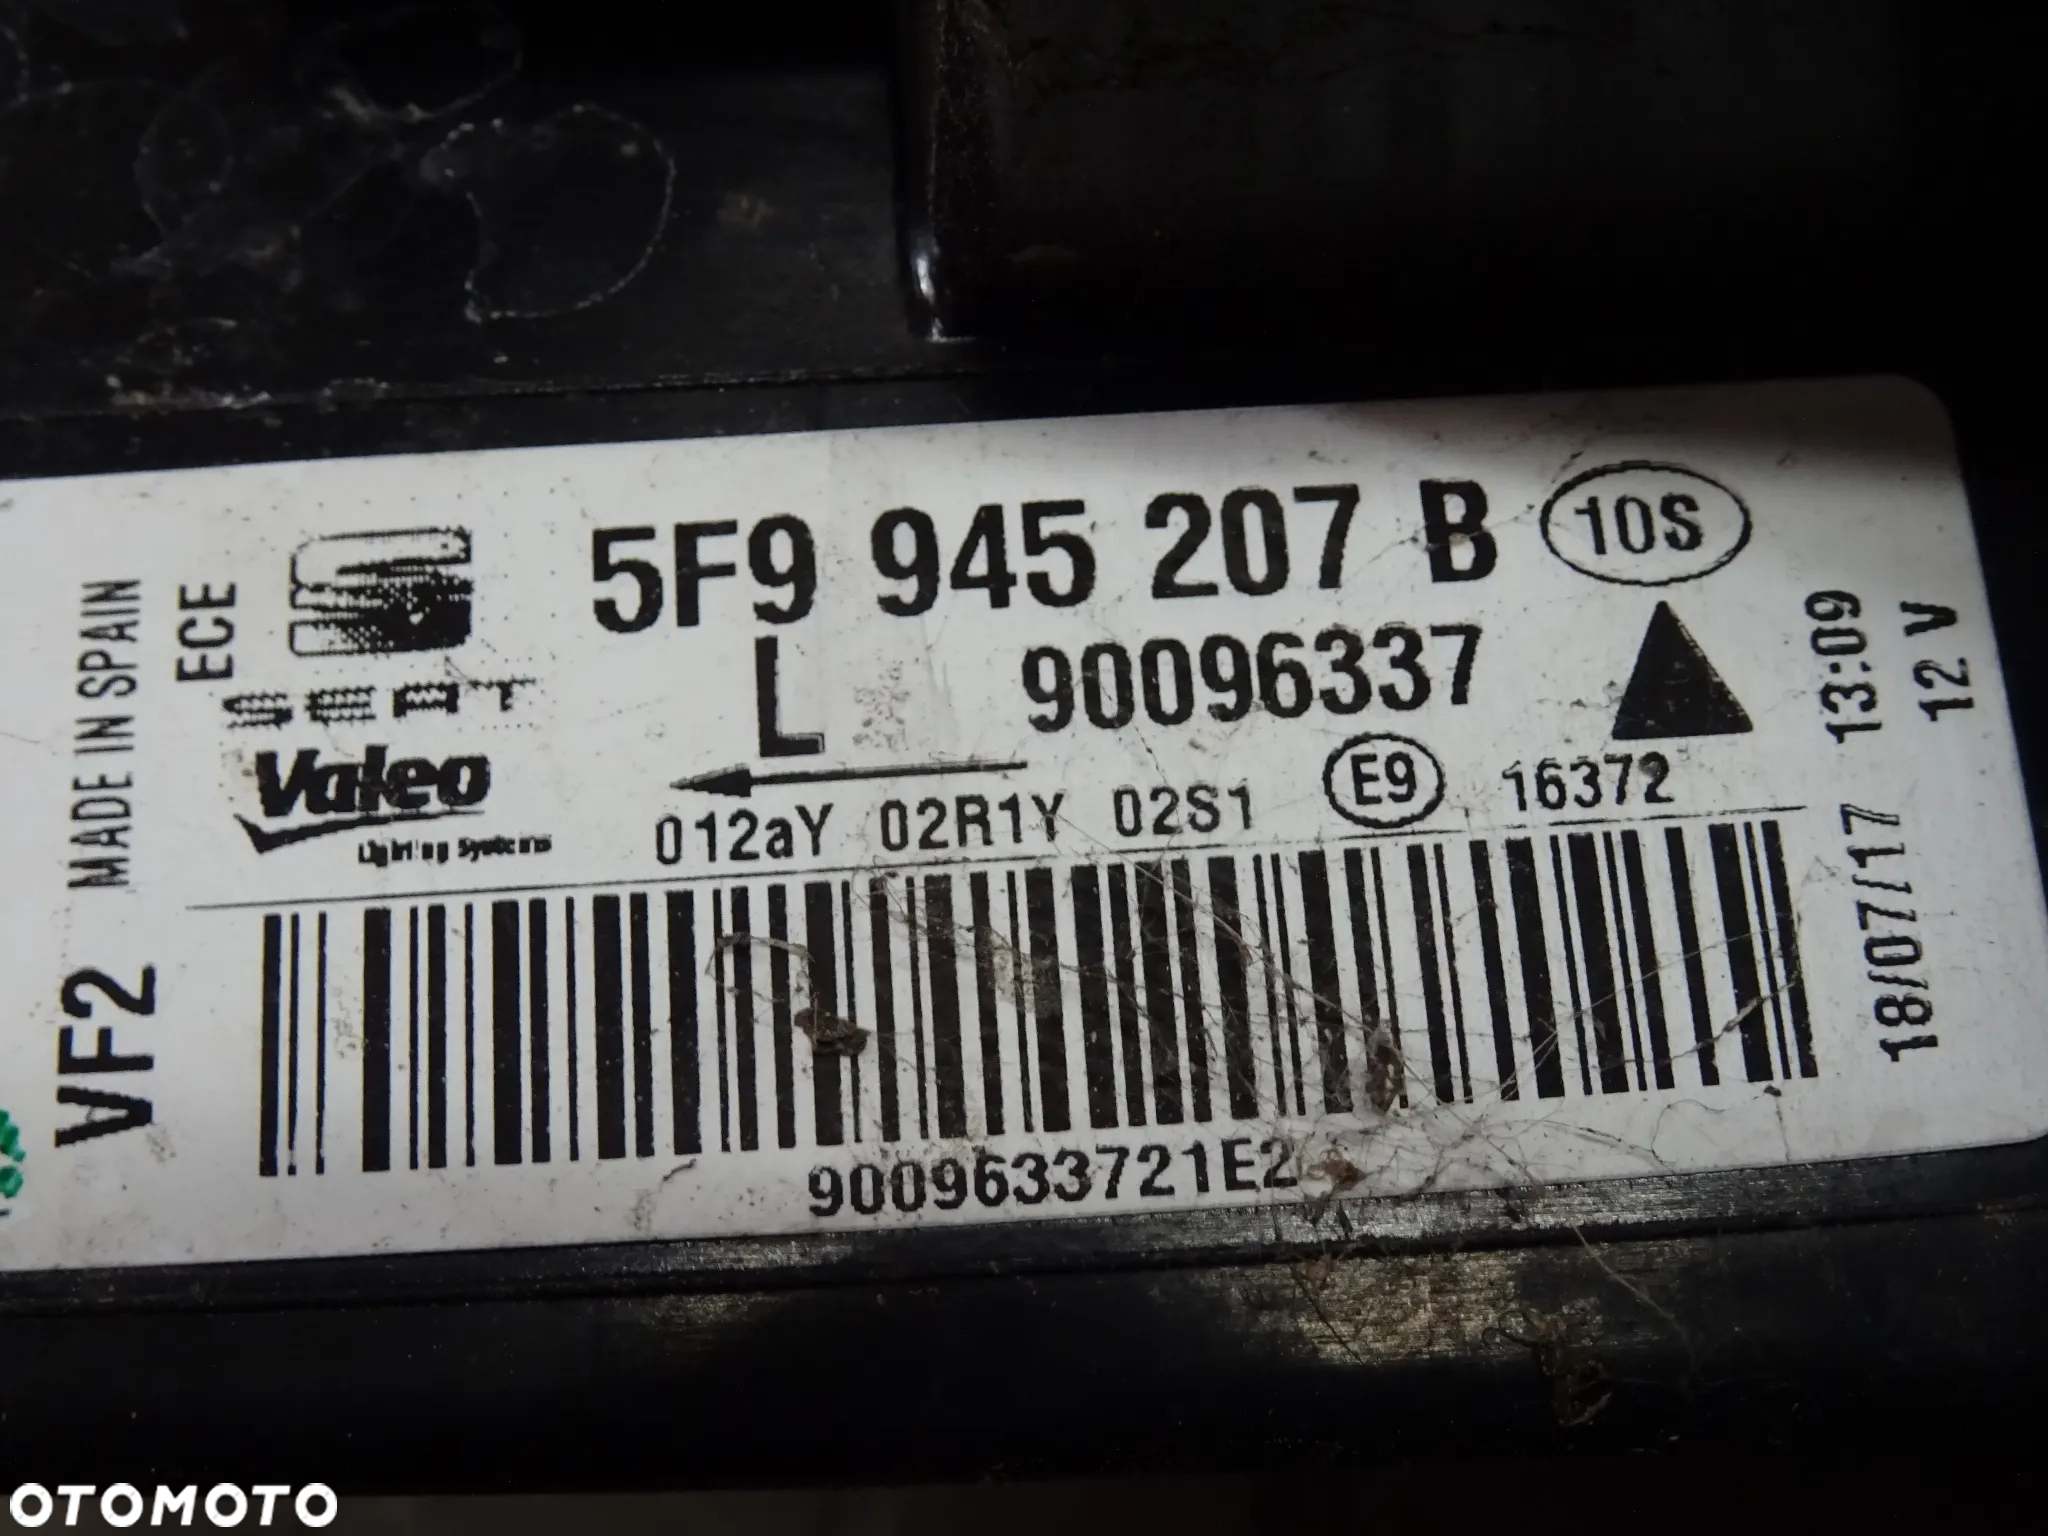 5F9 945 207 B 10S
L 90096337
012aY 02R1Y 02S1 E9 16372
9009633721E2
ECE
SEAT
Valeo
Lighting Systems
MADE IN SPAIN
VF2
13:09
18/07/17
12 V
OTOMOTO